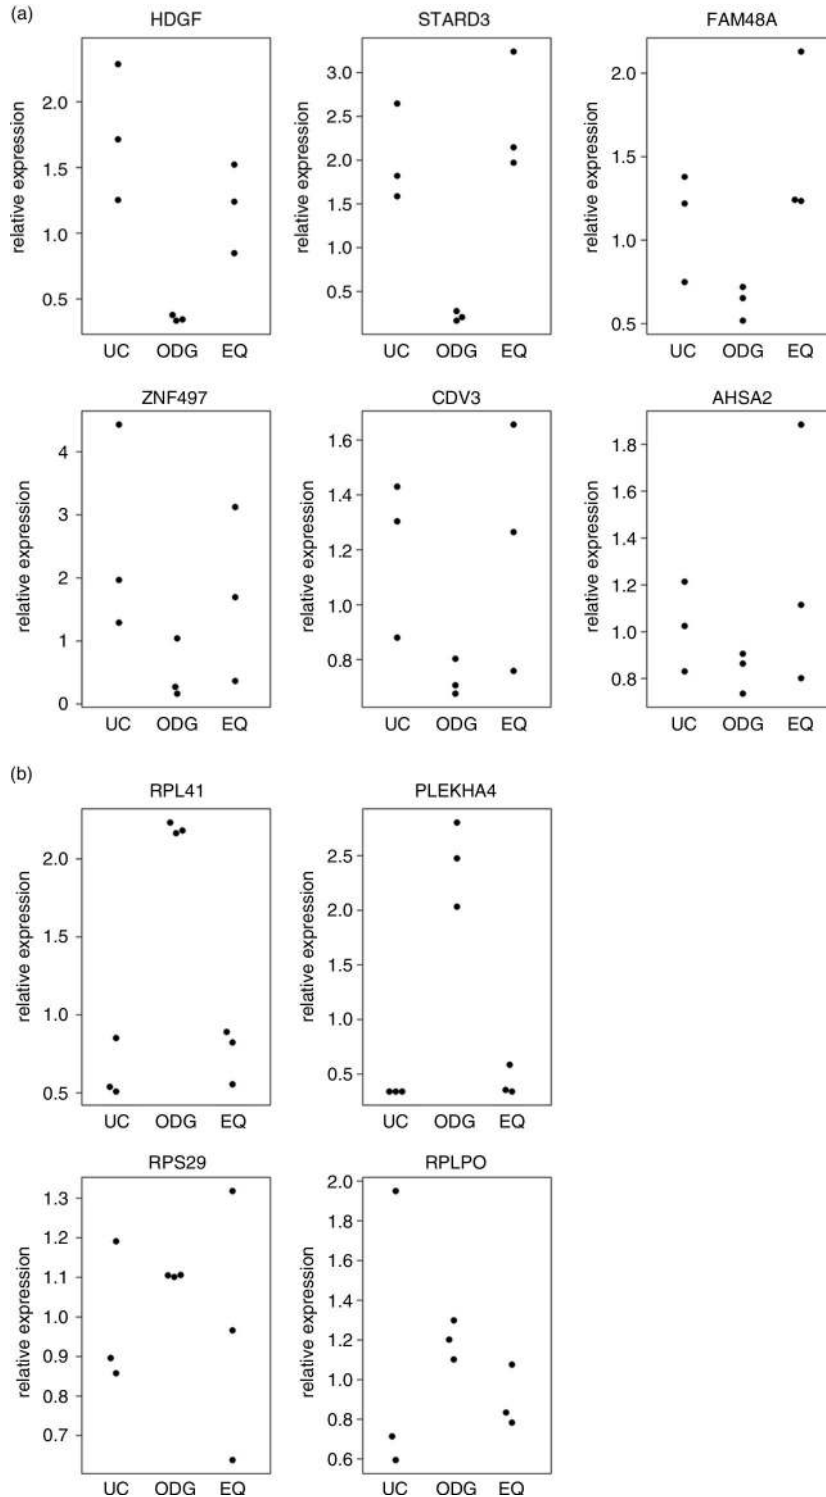 (a)
HDGF STARD3 FAM48A
relative expression relative expression relative expression
2.0 3.0 2.0
1.5 2.5 1.5
1.0 2.0 1.0
0.5 1.5 0.5
1.0
0.5
UC ODG EQ UC ODG EQ UC ODG EQ
ZNF497 CDV3 AHSA2
relative expression relative expression relative expression
4 1.6 1.8
3 1.4 1.6
2 1.2 1.4
1 1.0 1.2
0 0.8 1.0
0.8
UC ODG EQ UC ODG EQ UC ODG EQ
(b)
RPL41 PLEKHA4
relative expression relative expression
2.0 2.5
1.5 2.0
1.0 1.5
0.5 1.0
0.5
UC ODG EQ UC ODG EQ
RPS29 RPLPO
relative expression relative expression
1.3 2.0
1.2 1.8
1.1 1.6
1.0 1.4
0.9 1.2
0.8 1.0
0.7 0.8
0.6
UC ODG EQ UC ODG EQ